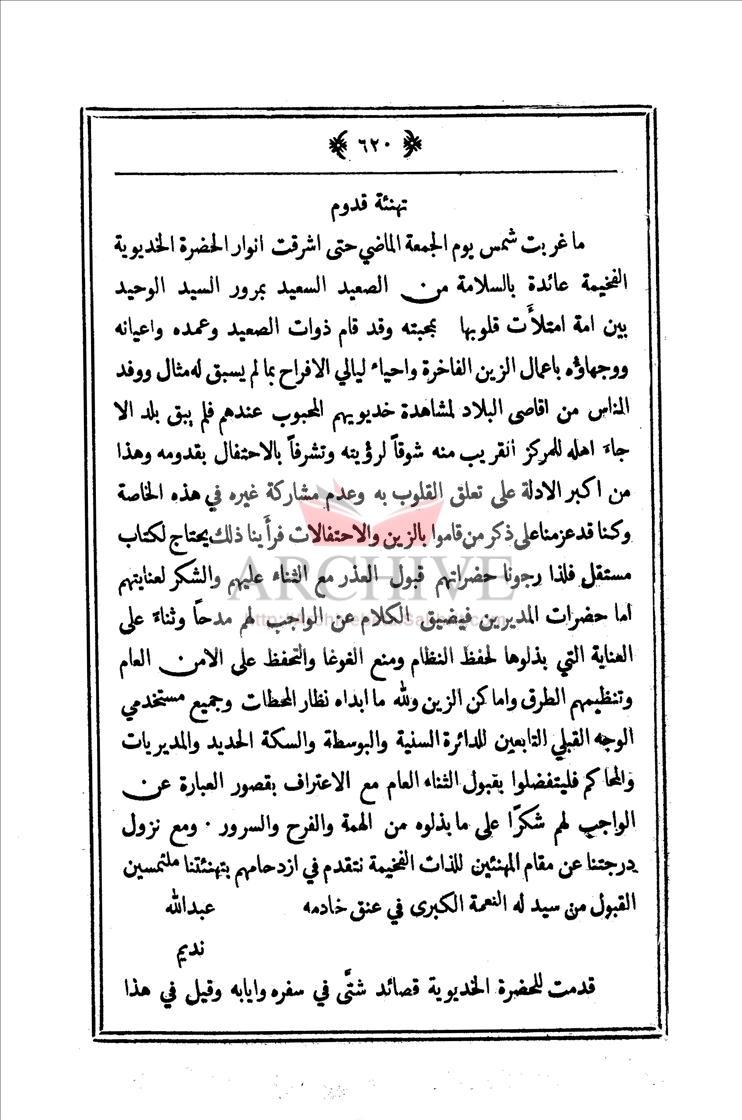 ٦٢٠
تهنئة قدوم
ما غربت شمس يوم الجمعة الماضي حتى اشرقت انوار الحضرة الخديوية
الفخيمة عائدة بالسلامة من الصعيد السعيد بمرور السيد الوحيد
بين امة امتلأت قلوبها بمحبته وقد قام ذوات الصعيد وعمده واعيانه
ووجهاؤه باعمال الزين الفاخرة واحياء ليالي الافراح بما لم يسبق له مثال ووفد
الناس من اقاصى البلاد لمشاهدة خديويهم المحبوب عندهم فلم يبق بلد الا
جاء اهله للمركز القريب منه شوقاً لرؤيته وتشرفاً بالاحتفال بقدومه وهذا
من اكبر الادلة على تعلق القلوب به وعدم مشاركة غيره في هذه الخاصة
وكنا قد عزمنا على ذكر من قاموا بالزين والاحتفالات فرأينا ذلك يحتاج لكتاب
مستقل فلذا رجونا حضراتهم قبول العذر مع الثناء عليهم والشكر لعنايتهم
اما حضرات المديرين فيضيق الكلام عن الواجب لهم مدحاً وثناءً على
العناية التي بذلوها لحفظ النظام ومنع الغوغا والتحفظ على الامن العام
وتنظيمهم الطرق واماكن الزين ولله ما ابداه نظار المحطات وجميع مستخدمي
الوجه القبلي التابعين للدائرة السنية والبوسطة والسكة الحديد والمديريات
والمحاكم فليتفضلوا بقبول الثناء العام مع الاعتراف بقصور العبارة عن
الواجب لهم شكرًا على ما بذلوه من الهمة والفرح والسرور ٠ ومع نزول
درجتنا عن مقام المهنئين للذات الفخيمة نتقدم في ازدحامهم بتهنئتنا ملتمسين
القبول من سيد له النعمة الكبرى في عنق خادمه عبدالله
نديم
قدمت للحضرة الخديوية قصائد شتَّى في سفره وايابه وقيل في هذا
ARCHIVE